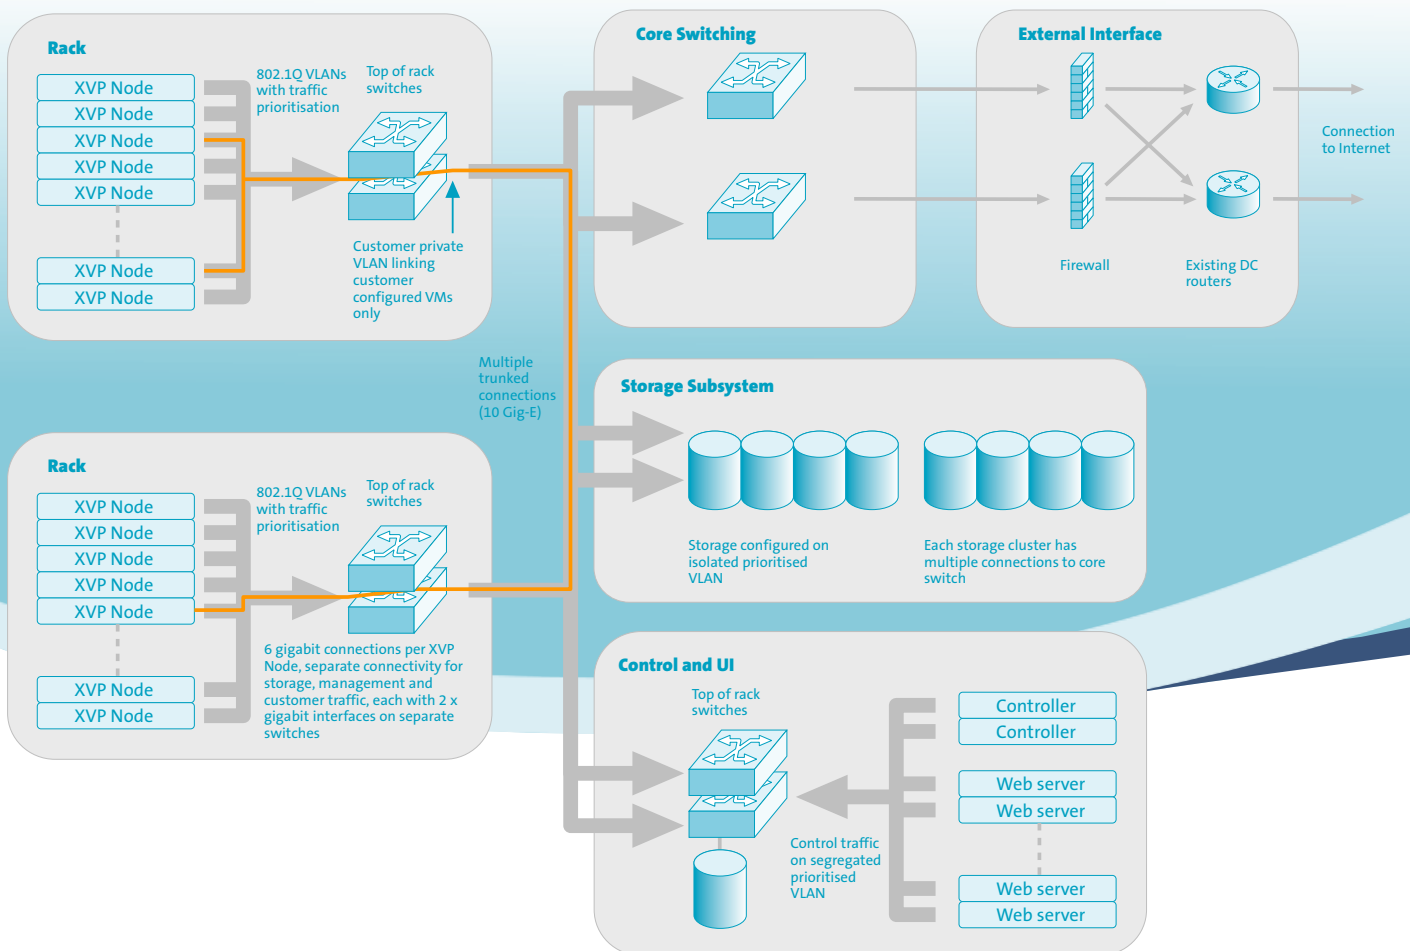 Rack
XVP Node
XVP Node
XVP Node
XVP Node
XVP Node
XVP Node
XVP Node
802.1Q VLANs
with traffic
prioritisation
Top of rack
switches
Customer private
VLAN linking
customer
configured VMs
only
Core Switching
External Interface
Firewall
Existing DC
routers
Connection
to Internet
Multiple
trunked
connections
(10 Gig-E)
Storage Subsystem
Storage configured on
isolated prioritised
VLAN
Each storage cluster has
multiple connections to core
switch
Rack
XVP Node
XVP Node
XVP Node
XVP Node
XVP Node
XVP Node
XVP Node
802.1Q VLANs
with traffic
prioritisation
Top of rack
switches
6 gigabit connections per XVP
Node, separate connectivity for
storage, management and
customer traffic, each with 2 x
gigabit interfaces on separate
switches
Control and UI
Top of rack
switches
Control traffic
on segregated
prioritised
VLAN
Controller
Controller
Web server
Web server
Web server
Web server